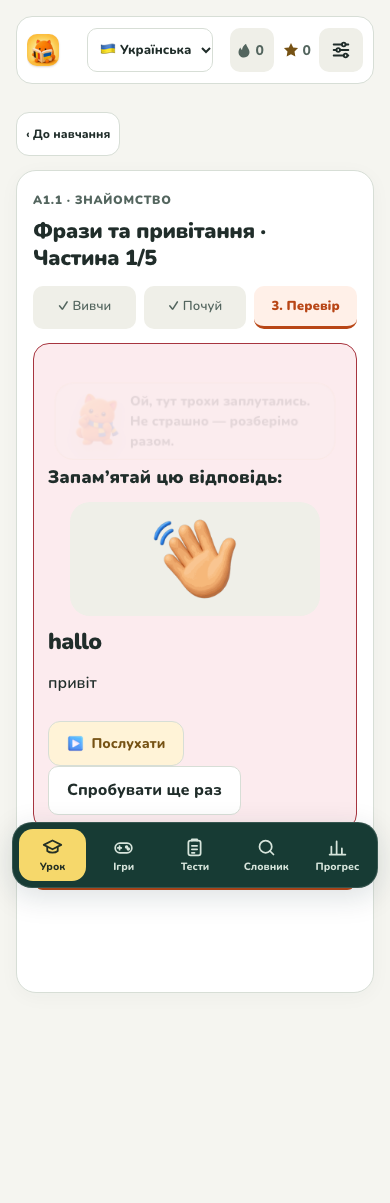 Українська
0
0
‹ До навчання
A1.1 · ЗНАЙОМСТВО
Фрази та привітання ·
Частина 1/5
✓ Вивчи
✓ Почуй
3. Перевір
Ой, тут трохи заплутались.
Не страшно — розберімо
разом.
Запам’ятай цю відповідь:
hallo
привіт
Послухати
Спробувати ще раз
Урок
Ігри
Тести
Словник
Прогрес